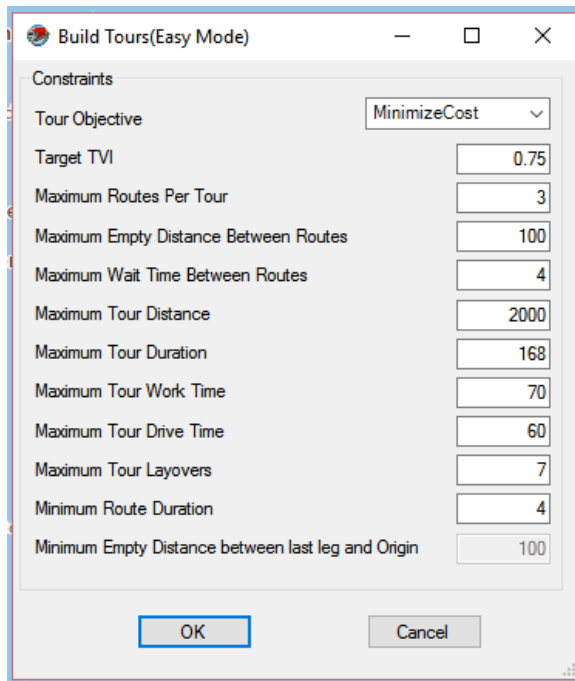 Build Tours(Easy Mode)
Constraints
Tour Objective MinimizeCost
Target TVI 0.75
Maximum Routes Per Tour 3
Maximum Empty Distance Between Routes 100
Maximum Wait Time Between Routes 4
Maximum Tour Distance 2000
Maximum Tour Duration 168
Maximum Tour Work Time 70
Maximum Tour Drive Time 60
Maximum Tour Layovers 7
Minimum Route Duration 4
Minimum Empty Distance between last leg and Origin 100
OK Cancel